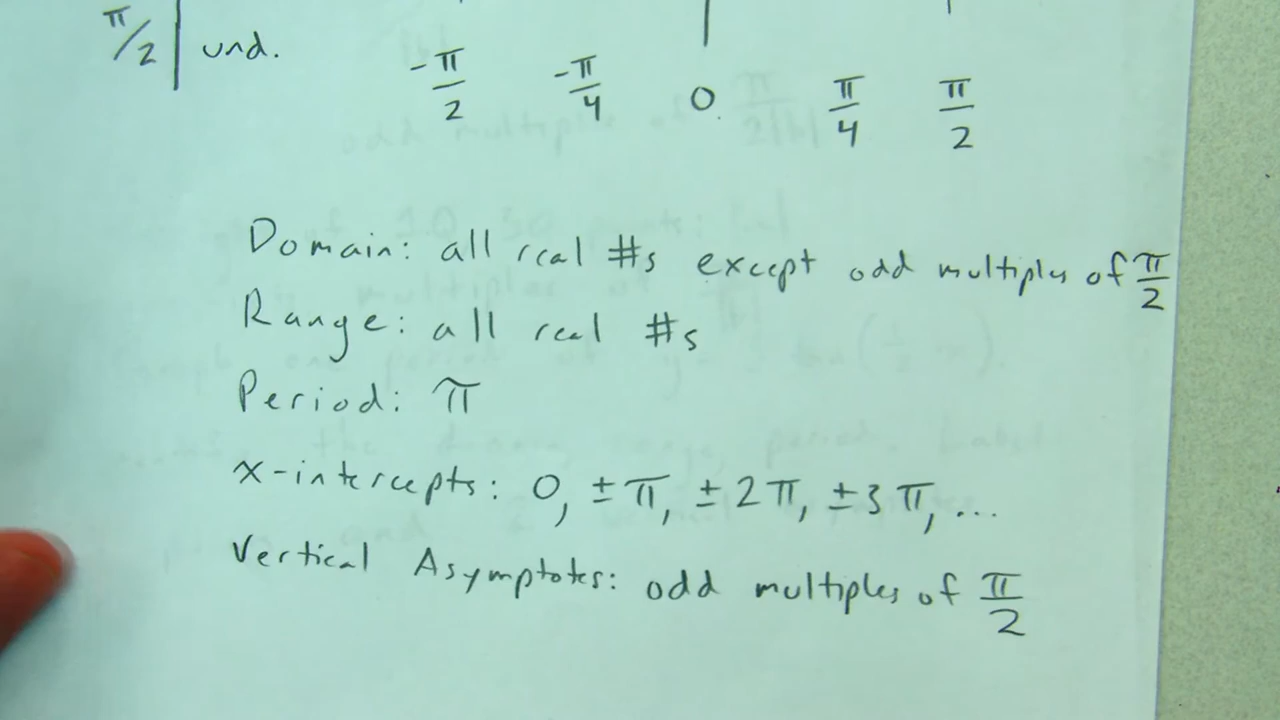 π/2 | und.
-π/2 -π/4 0 π/4 π/2
Domain: all real #s except odd multiples of π/2
Range: all real #s
Period: π
x-intercepts: 0, ±π, ±2π, ±3π, ...
Vertical Asymptotes: odd multiples of π/2